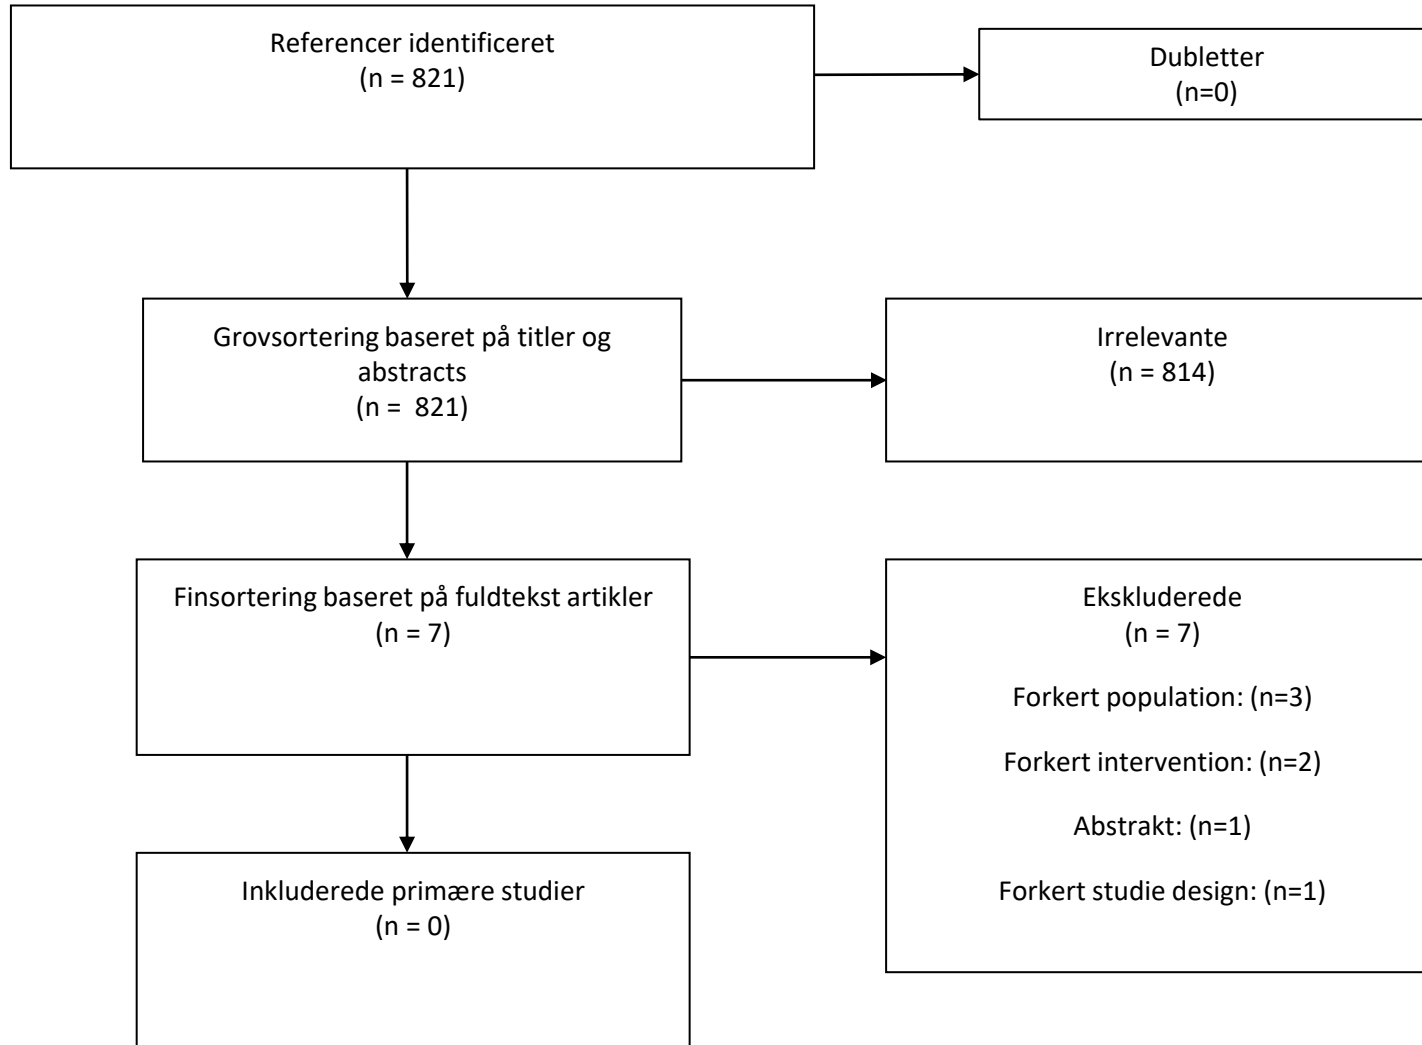 Referencer identificeret
(n = 821)
Dubletter
(n=0)
Grovsortering baseret på titler og
abstracts
(n =  821)
Irrelevante
(n = 814)
Finsortering baseret på fuldtekst artikler
(n = 7)
Ekskluderede
(n = 7)
Forkert population: (n=3)
Forkert intervention: (n=2)
Abstrakt: (n=1)
Forkert studie design: (n=1)
Inkluderede primære studier
(n = 0)